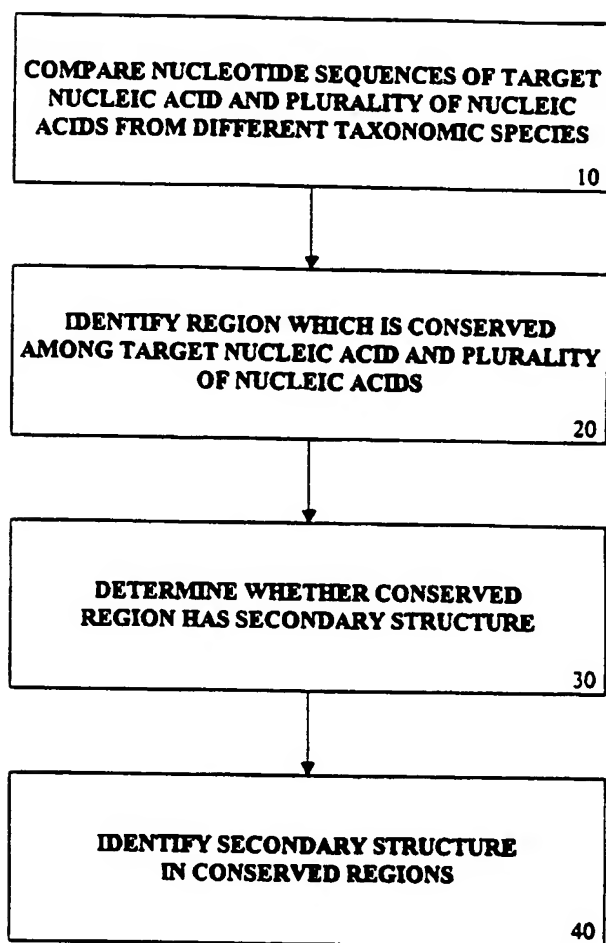 COMPARE NUCLEOTIDE SEQUENCES OF TARGET
NUCLEIC ACID AND PLURALITY OF NUCLEIC
ACIDS FROM DIFFERENT TAXONOMIC SPECIES
10
IDENTIFY REGION WHICH IS CONSERVED
AMONG TARGET NUCLEIC ACID AND PLURALITY
OF NUCLEIC ACIDS
20
DETERMINE WHETHER CONSERVED
REGION HAS SECONDARY STRUCTURE
30
IDENTIFY SECONDARY STRUCTURE
IN CONSERVED REGIONS
40